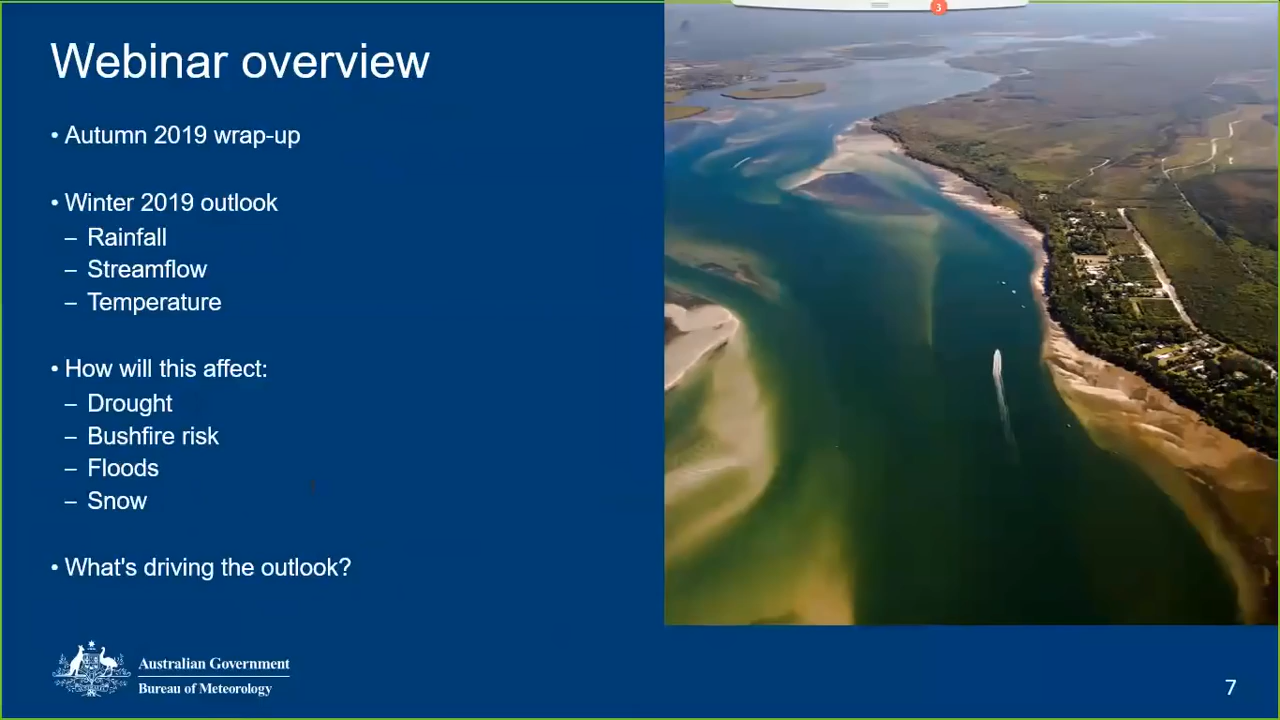 Webinar overview
• Autumn 2019 wrap-up
• Winter 2019 outlook
– Rainfall
– Streamflow
– Temperature
• How will this affect:
– Drought
– Bushfire risk
– Floods
– Snow
• What's driving the outlook?
Australian Government
Bureau of Meteorology
3
7